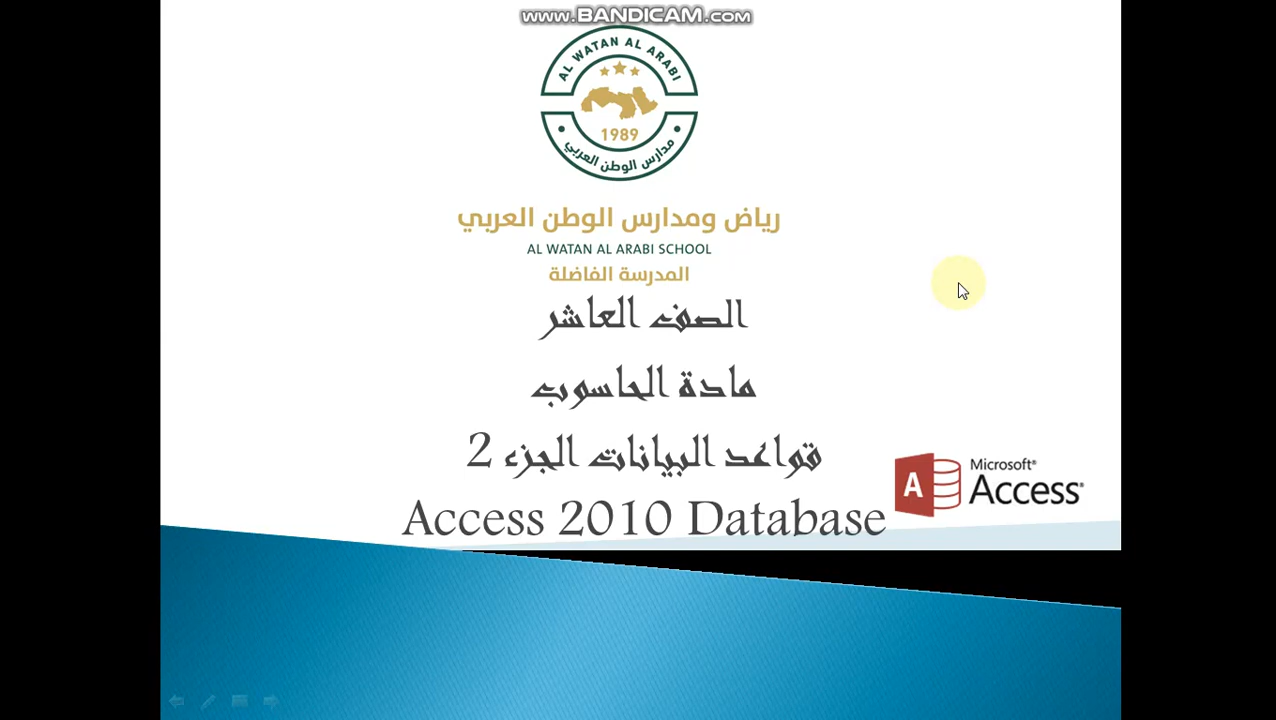 www.BANDICAM.com
AL WATAN AL ARABI
1989
مدارس الوطن العربي
رياض ومدارس الوطن العربي
AL WATAN AL ARABI SCHOOL
المدرسة الفاضلة
الصف العاشر
مادة الحاسوب
قواعد البيانات الجزء 2
Access 2010 Database
A
Microsoft®
Access®